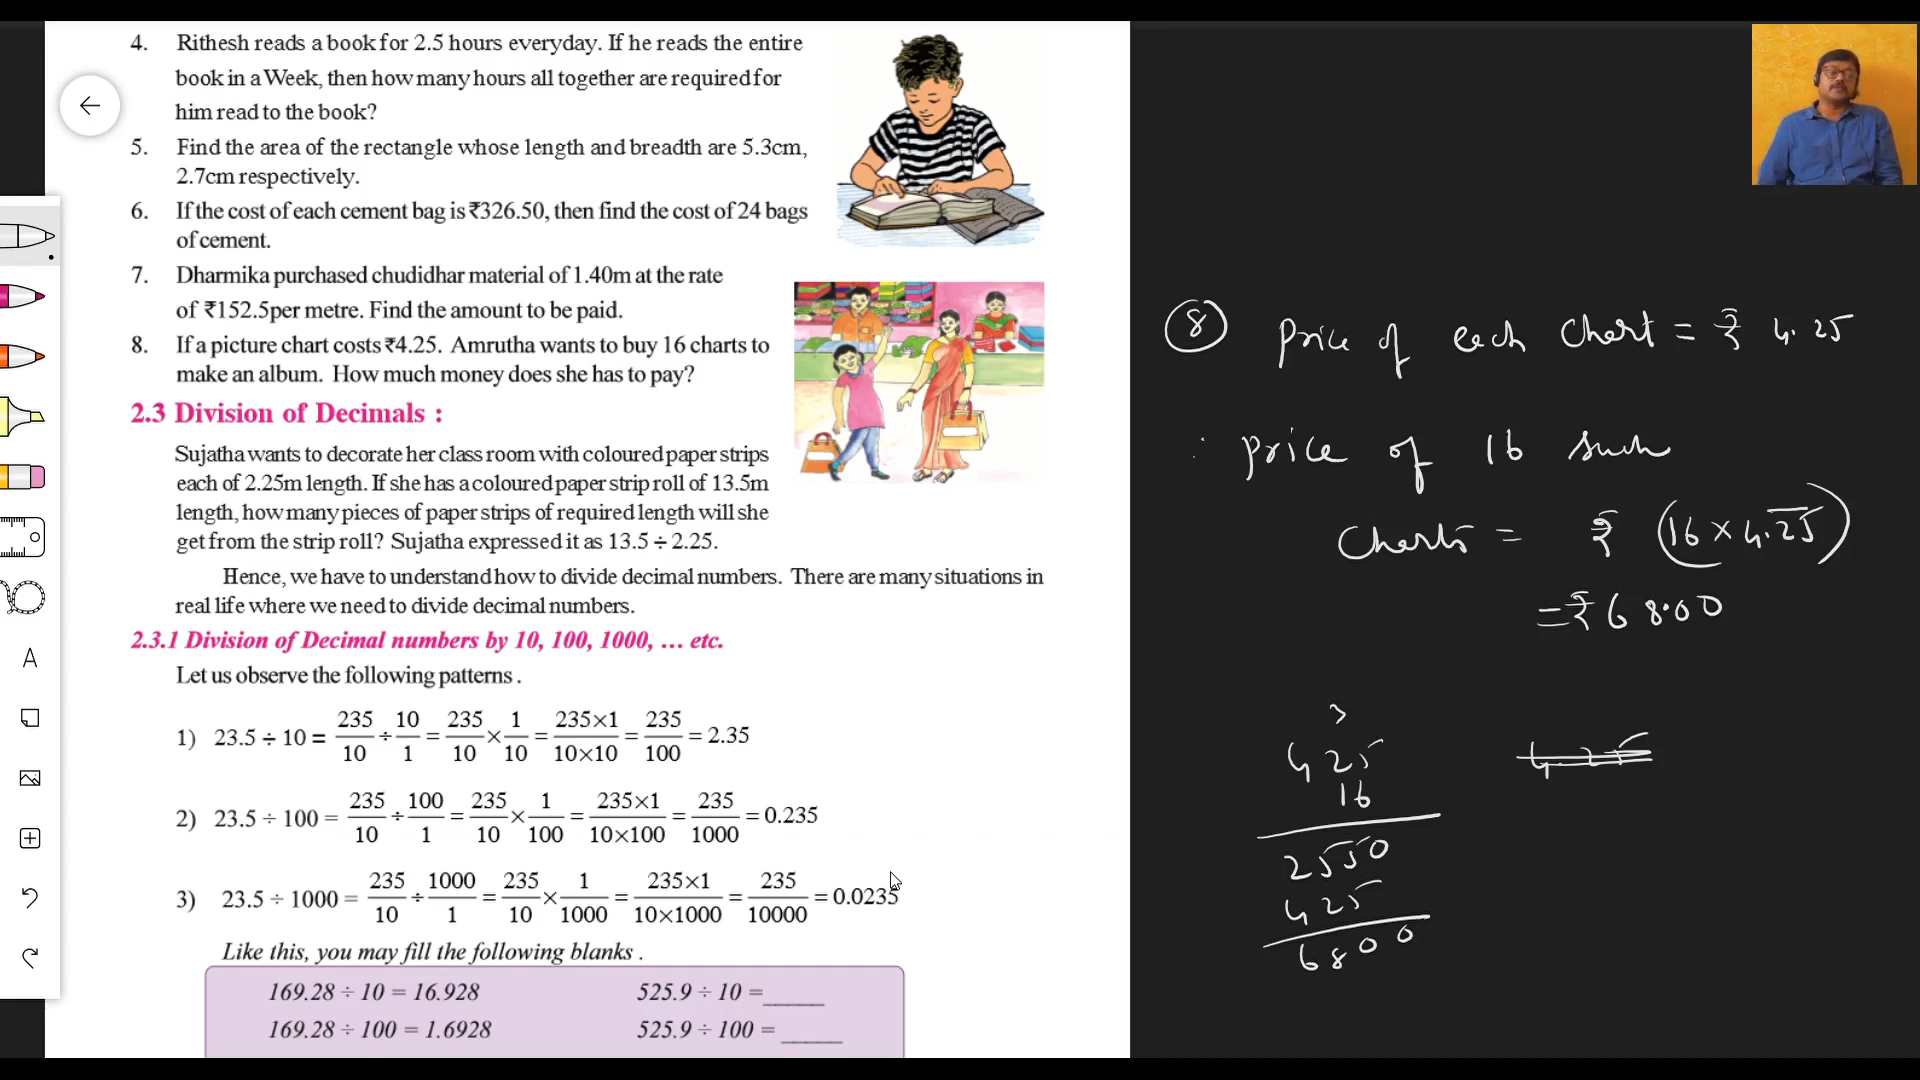 4. Rithesh reads a book for 2.5 hours everyday. If he reads the entire
book in a Week, then how many hours all together are required for
him read to the book?
5. Find the area of the rectangle whose length and breadth are 5.3cm,
2.7cm respectively.
6. If the cost of each cement bag is ₹326.50, then find the cost of 24 bags
of cement.
7. Dharmika purchased chudidhar material of 1.40m at the rate
of ₹152.5per metre. Find the amount to be paid.
8. If a picture chart costs ₹4.25. Amrutha wants to buy 16 charts to
make an album. How much money does she has to pay?
2.3 Division of Decimals :
Sujatha wants to decorate her class room with coloured paper strips
each of 2.25m length. If she has a coloured paper strip roll of 13.5m
length, how many pieces of paper strips of required length will she
get from the strip roll? Sujatha expressed it as 13.5 ÷ 2.25.
Hence, we have to understand how to divide decimal numbers. There are many situations in
real life where we need to divide decimal numbers.
2.3.1 Division of Decimal numbers by 10, 100, 1000, ... etc.
Let us observe the following patterns .
1) 23.5 ÷ 10 = 235/10 ÷ 10/1 = 235/10 × 1/10 = 235×1/10×10 = 235/100 = 2.35
2) 23.5 ÷ 100 = 235/10 ÷ 100/1 = 235/10 × 1/100 = 235×1/10×100 = 235/1000 = 0.235
3) 23.5 ÷ 1000 = 235/10 ÷ 1000/1 = 235/10 × 1/1000 = 235×1/10×1000 = 235/10000 = 0.0235
Like this, you may fill the following blanks .
169.28 ÷ 10 = 16.928 525.9 ÷ 10 =_____
169.28 ÷ 100 = 1.6928 525.9 ÷ 100 = _____
A
8 Price of each chart = ₹ 4.25
∴ price of 16 such
charts = ₹ (16 × 4.25)
= ₹ 68.00
3
425
16
2550
425
6800
4.25